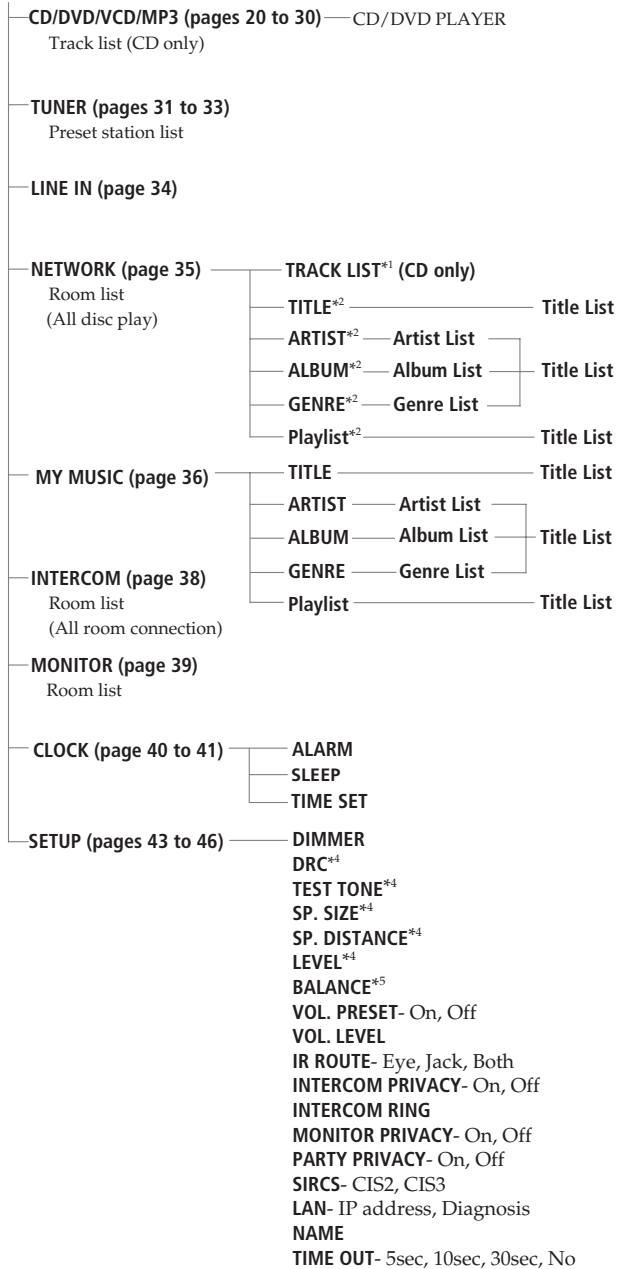 CD/DVD/VCD/MP3 (pages 20 to 30) CD/DVD PLAYER
Track list (CD only)
TUNER (pages 31 to 33)
Preset station list
LINE IN (page 34)
NETWORK (page 35) TRACK LIST*1 (CD only)
Room list
(All disc play)
TITLE*2 Title List
ARTIST*2 Artist List
ALBUM*2 Album List Title List
GENRE*2 Genre List
Playlist*2 Title List
MY MUSIC (page 36) TITLE Title List
ARTIST Artist List
ALBUM Album List Title List
GENRE Genre List
Playlist Title List
INTERCOM (page 38)
Room list
(All room connection)
MONITOR (page 39)
Room list
CLOCK (page 40 to 41) ALARM
SLEEP
TIME SET
SETUP (pages 43 to 46) DIMMER
DRC*4
TEST TONE*4
SP. SIZE*4
SP. DISTANCE*4
LEVEL*4
BALANCE*5
VOL. PRESET- On, Off
VOL. LEVEL
IR ROUTE- Eye, Jack, Both
INTERCOM PRIVACY- On, Off
INTERCOM RING
MONITOR PRIVACY- On, Off
PARTY PRIVACY- On, Off
SIRCS- CIS2, CIS3
LAN- IP address, Diagnosis
NAME
TIME OUT- 5sec, 10sec, 30sec, No